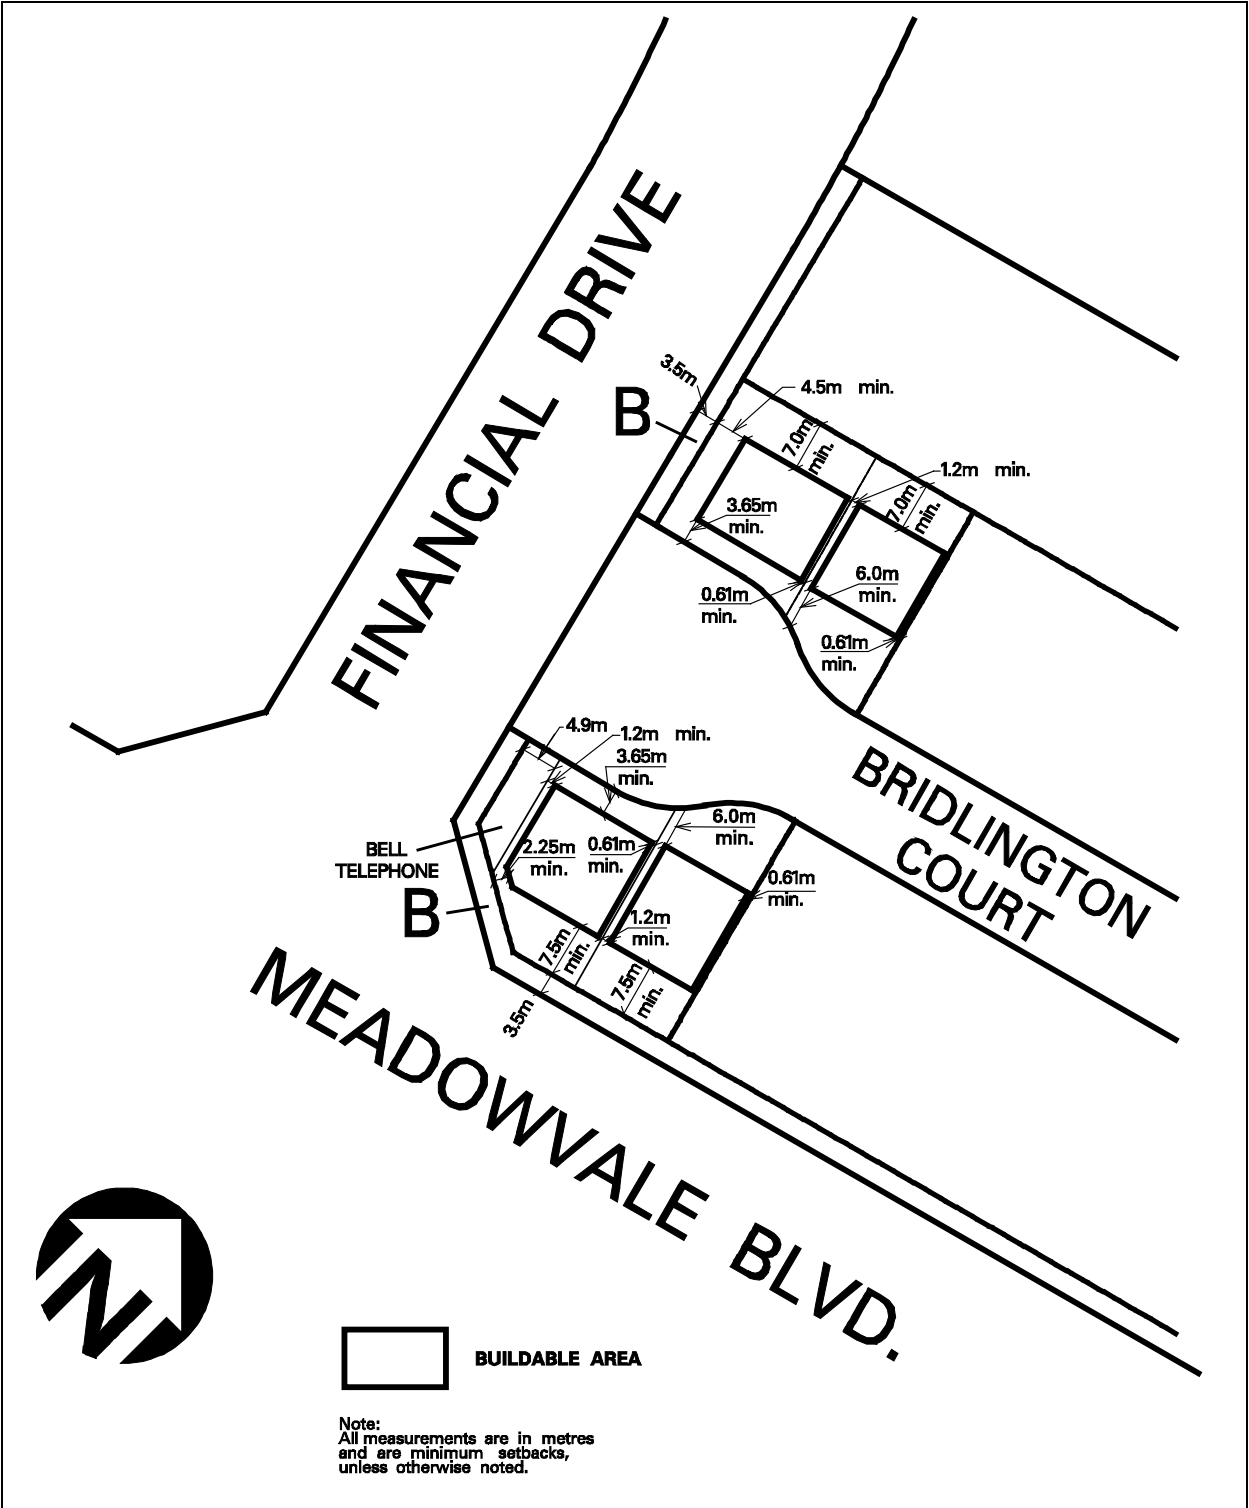 FINANCIAL DRIVE
3.5m
4.5m min.
B
7.0m
min.
1.2m min.
7.0m
min.
3.65m
min.
6.0m
min.
0.61m
min.
0.61m
min.
4.9m
1.2m min.
3.65m
min.
6.0m
min.
BRIDLINGTON
COURT
BELL
TELEPHONE
2.25m
min.
0.61m
min.
0.61m
min.
B
1.2m
min.
7.5m
min.
7.5m
min.
3.5m
MEADOWVALE BLVD.
N
BUILDABLE AREA
Note:
All measurements are in metres
and are minimum setbacks,
unless otherwise noted.